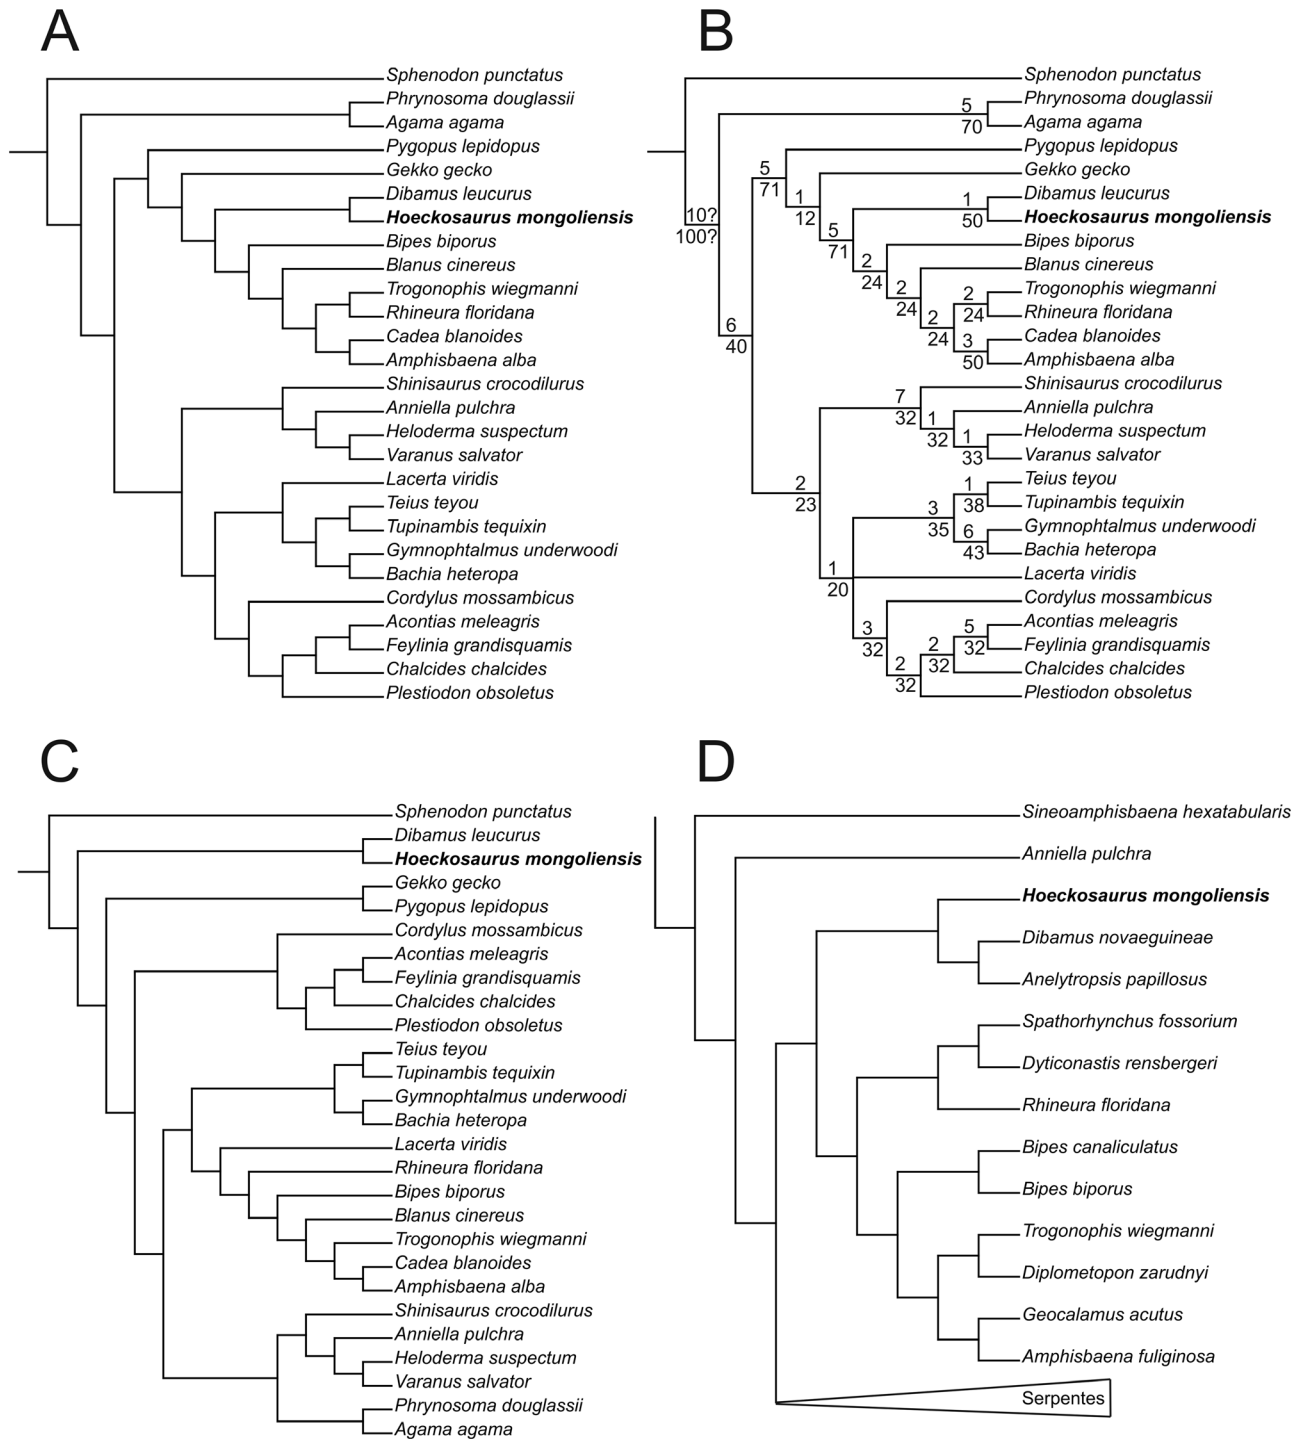 A
Sphenodon punctatus
Phrynosoma douglassii
Agama agama
Pygopus lepidopus
Gekko gecko
Dibamus leucurus
Hoeckosaurus mongoliensis
Bipes biporus
Blanus cinereus
Trogonophis wiegmanni
Rhineura floridana
Cadea blanoides
Amphisbaena alba
Shinisaurus crocodilurus
Anniella pulchra
Heloderma suspectum
Varanus salvator
Lacerta viridis
Teius teyou
Tupinambis tequixin
Gymnophtalmus underwoodi
Bachia heteropa
Cordylus mossambicus
Acontias meleagris
Feylinia grandisquamis
Chalcides chalcides
Plestiodon obsoletus
B
Sphenodon punctatus
5
Phrynosoma douglassii
70
Agama agama
Pygopus lepidopus
5
71
Gekko gecko
1
12
Dibamus leucurus
1
50
Hoeckosaurus mongoliensis
10?
100?
5
71
Bipes biporus
2
24
Blanus cinereus
2
24
Trogonophis wiegmanni
2
24
Rhineura floridana
2
24
Cadea blanoides
3
50
Amphisbaena alba
6
40
Shinisaurus crocodilurus
7
32
Anniella pulchra
1
32
Heloderma suspectum
1
33
Varanus salvator
2
23
Teius teyou
1
38
Tupinambis tequixin
3
35
Gymnophtalmus underwoodi
6
43
Bachia heteropa
1
20
Lacerta viridis
Cordylus mossambicus
3
32
Acontias meleagris
5
32
Feylinia grandisquamis
2
32
Chalcides chalcides
2
32
Plestiodon obsoletus
C
Sphenodon punctatus
Dibamus leucurus
Hoeckosaurus mongoliensis
Gekko gecko
Pygopus lepidopus
Cordylus mossambicus
Acontias meleagris
Feylinia grandisquamis
Chalcides chalcides
Plestiodon obsoletus
Teius teyou
Tupinambis tequixin
Gymnophtalmus underwoodi
Bachia heteropa
Lacerta viridis
Rhineura floridana
Bipes biporus
Blanus cinereus
Trogonophis wiegmanni
Cadea blanoides
Amphisbaena alba
Shinisaurus crocodilurus
Anniella pulchra
Heloderma suspectum
Varanus salvator
Phrynosoma douglassii
Agama agama
D
Sineoamphisbaena hexatabularis
Anniella pulchra
Hoeckosaurus mongoliensis
Dibamus novaeguineae
Anelytropsis papillosus
Spathorhynchus fossorium
Dyticonastis rensbergeri
Rhineura floridana
Bipes canaliculatus
Bipes biporus
Trogonophis wiegmanni
Diplometopon zarudnyi
Geocalamus acutus
Amphisbaena fuliginosa
Serpentes